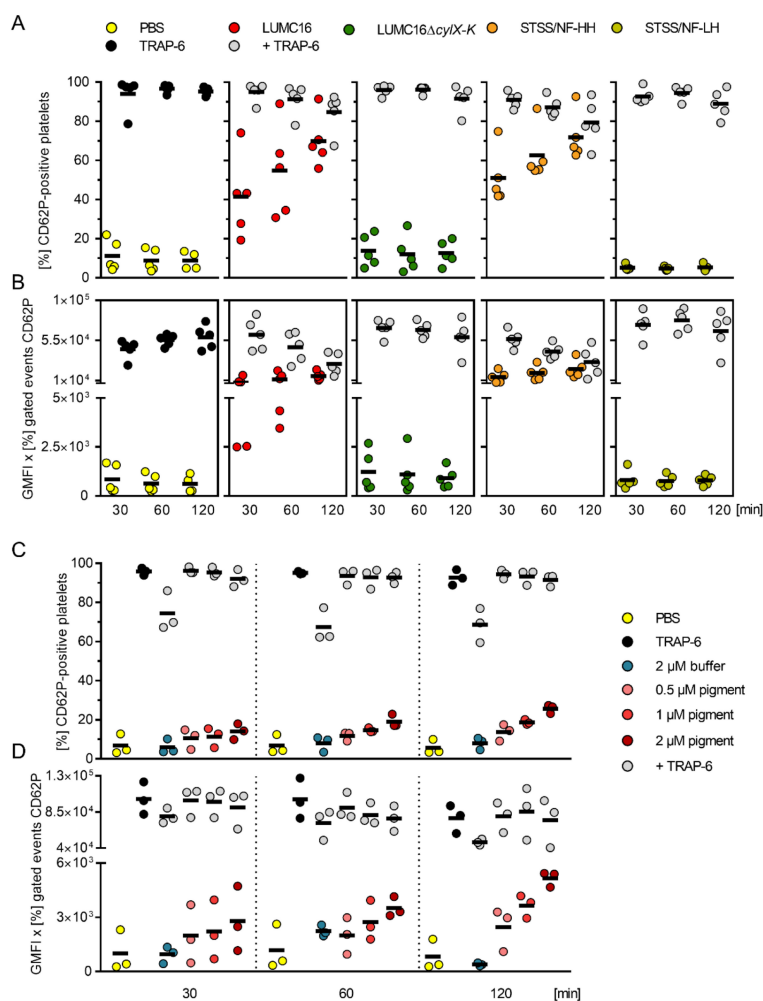 A
PBS LUMC16 LUMC16ΔcylX-K STSS/NF-HH STSS/NF-LH
TRAP-6 + TRAP-6
[%] CD62P-positive platelets
100
80
60
40
20
0
B
GMFI x [%] gated events CD62P
1×10⁵
5.5×10⁴
1×10⁴
5×10³
2.5×10³
0
30 60 120 30 60 120 30 60 120 30 60 120 30 60 120 [min]
C
[%] CD62P-positive platelets
100
80
60
40
20
0
PBS
TRAP-6
2 µM buffer
0.5 µM pigment
1 µM pigment
2 µM pigment
+ TRAP-6
D
GMFI x [%] gated events CD62P
1.3×10⁵
8.5×10⁴
4×10⁴
6×10³
3×10³
0
30 60 120 [min]